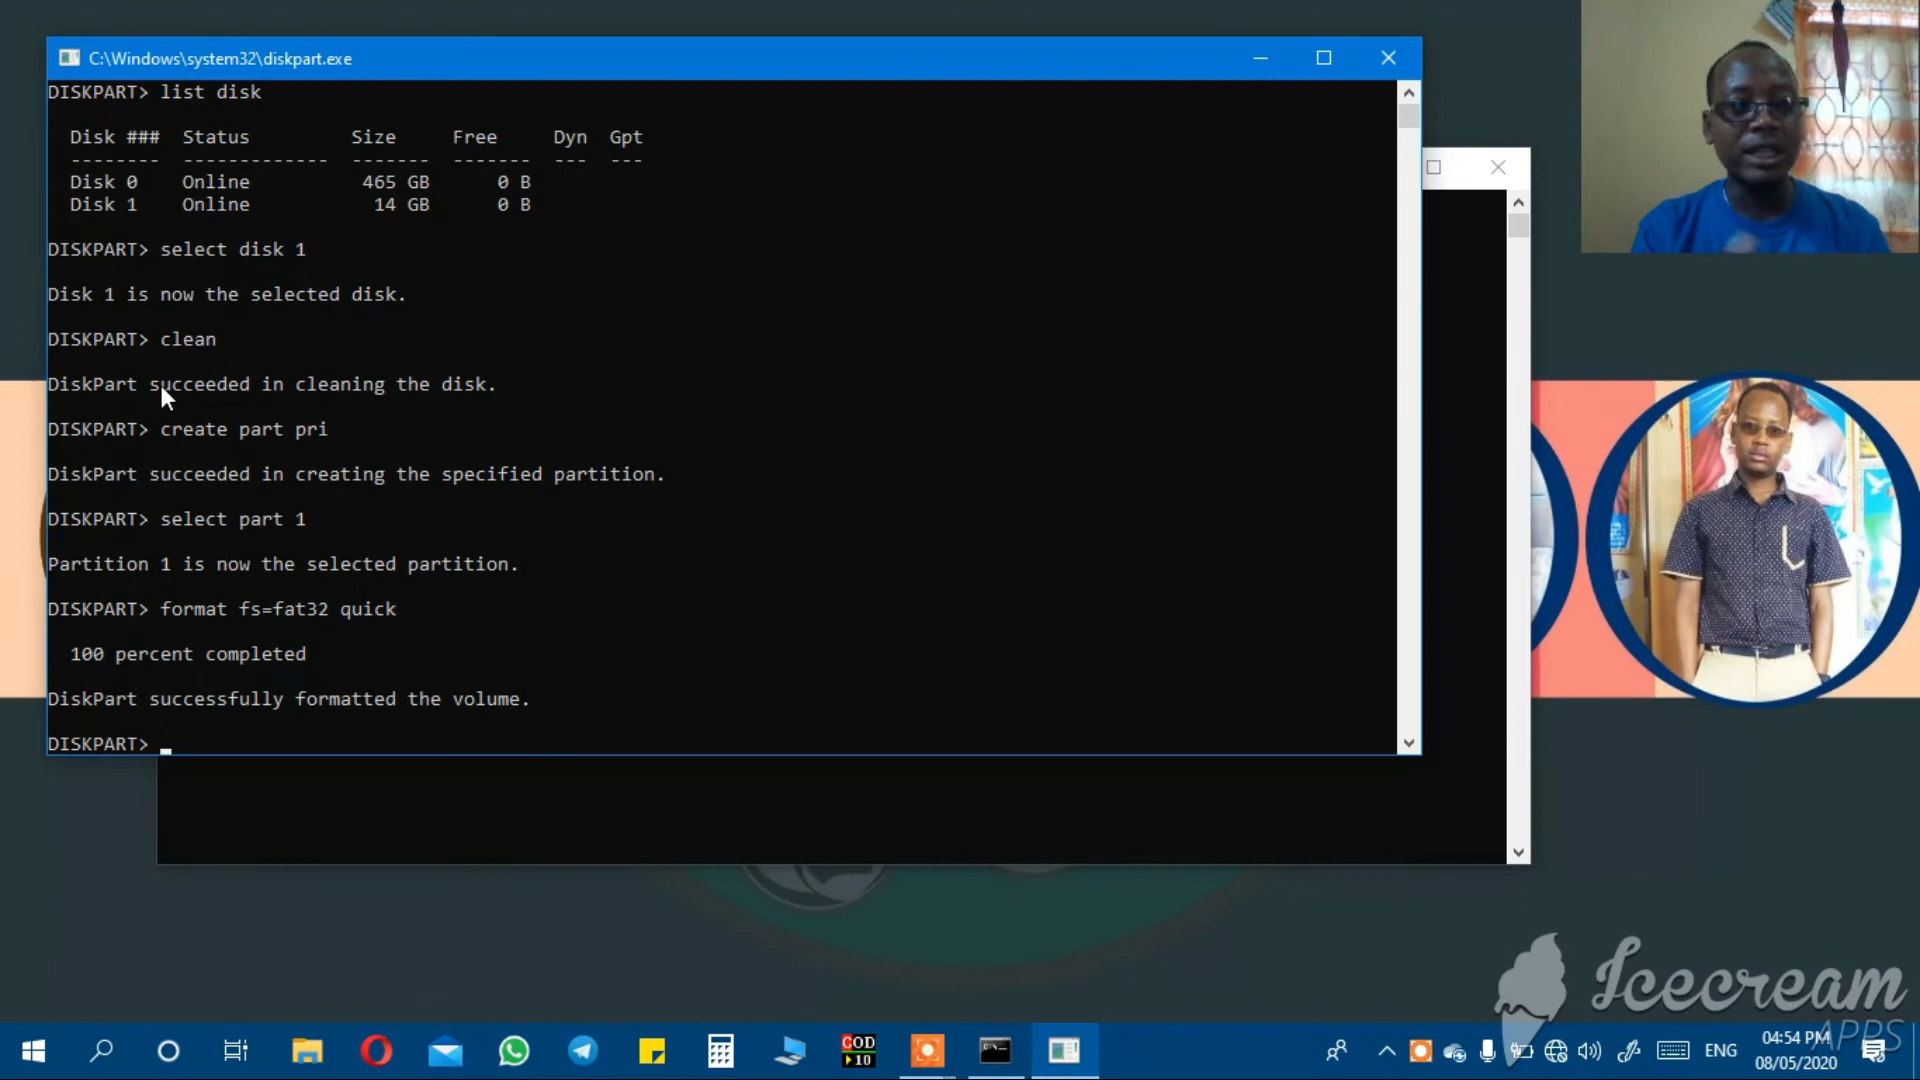 C:\Windows\system32\diskpart.exe
DISKPART> list disk
Disk ### Status Size Free Dyn Gpt
-------- ------------- ------- ------- --- ---
Disk 0 Online 465 GB 0 B
Disk 1 Online 14 GB 0 B
DISKPART> select disk 1
Disk 1 is now the selected disk.
DISKPART> clean
DiskPart succeeded in cleaning the disk.
DISKPART> create part pri
DiskPart succeeded in creating the specified partition.
DISKPART> select part 1
Partition 1 is now the selected partition.
DISKPART> format fs=fat32 quick
100 percent completed
DiskPart successfully formatted the volume.
DISKPART>
Icecream
APPS
COD
10
ENG
04:54 PM
08/05/2020